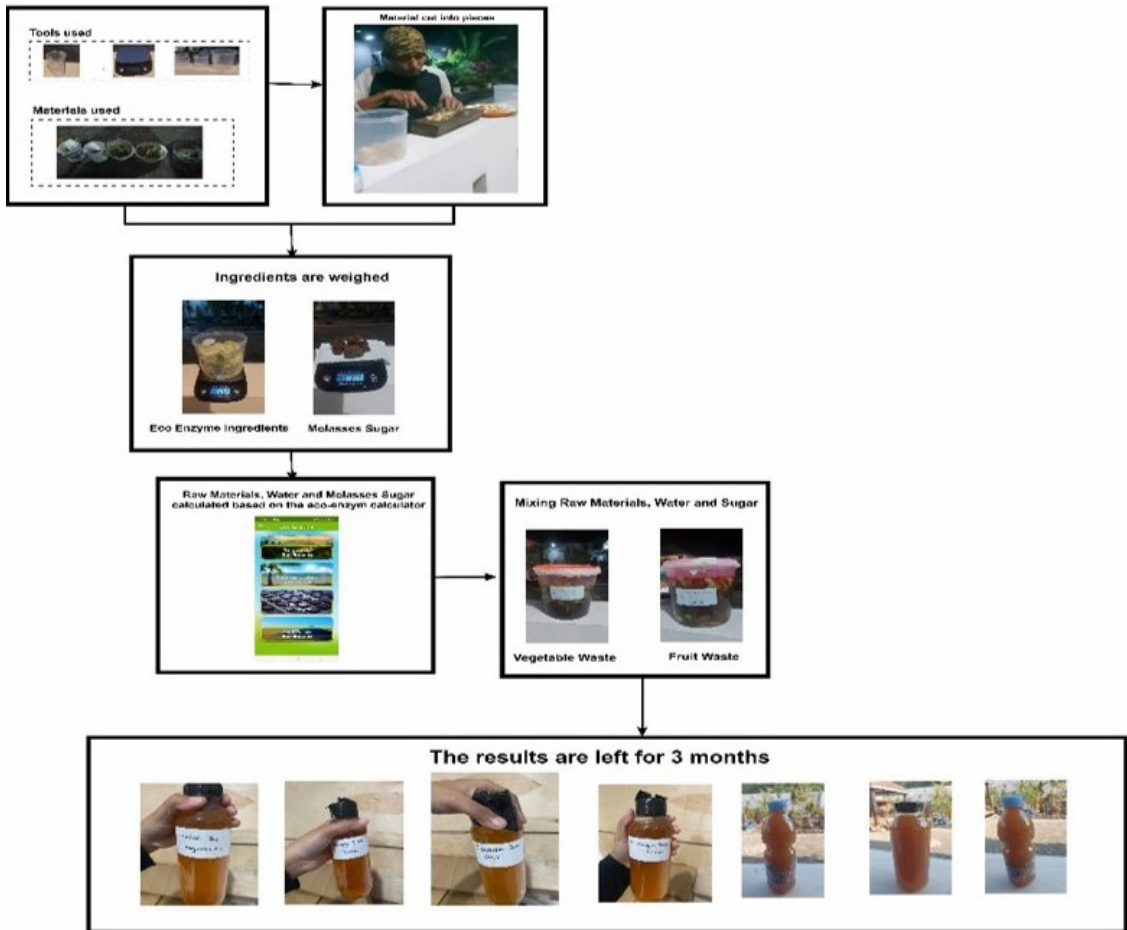 Tools used
Materials used
Material cut into pieces
Ingredients are weighed
Eco Enzyme Ingredients
Molasses Sugar
Raw Materials, Water and Molasses Sugar
calculated based on the eco-enzym calculator
Mixing Raw Materials, Water and Sugar
Vegetable Waste
Fruit Waste
The results are left for 3 months